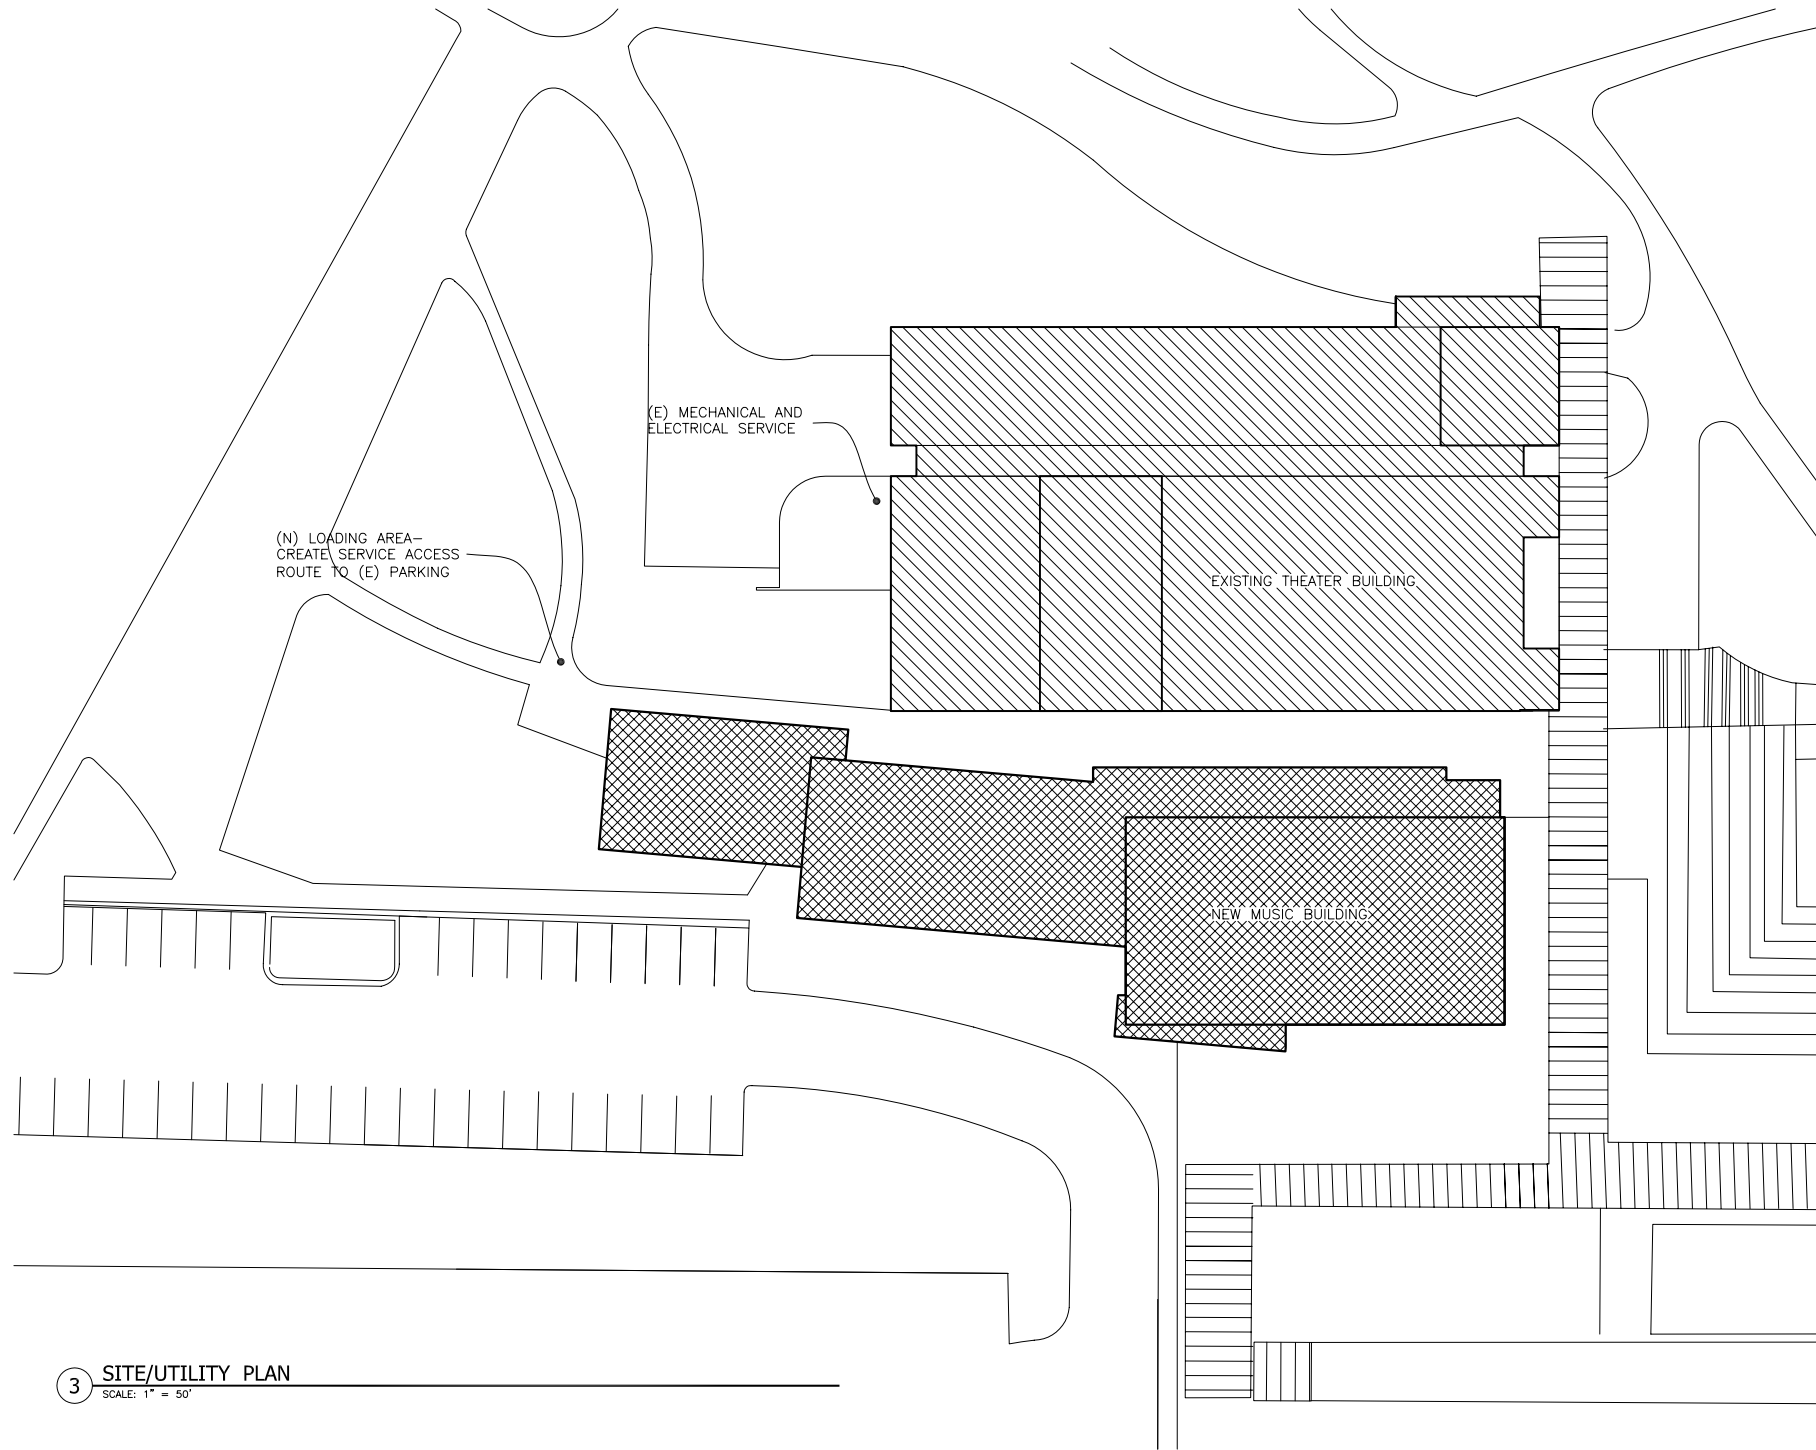 (E) MECHANICAL AND
ELECTRICAL SERVICE
(N) LOADING AREA–
CREATE SERVICE ACCESS
ROUTE TO (E) PARKING
EXISTING THEATER BUILDING
NEW MUSIC BUILDING
3 SITE/UTILITY PLAN
SCALE: 1" = 50'